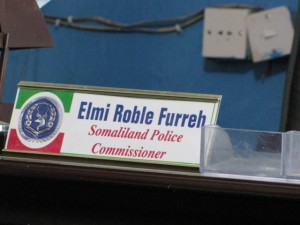 Elmi Roble Furreh
Somaliland Police
Commissioner